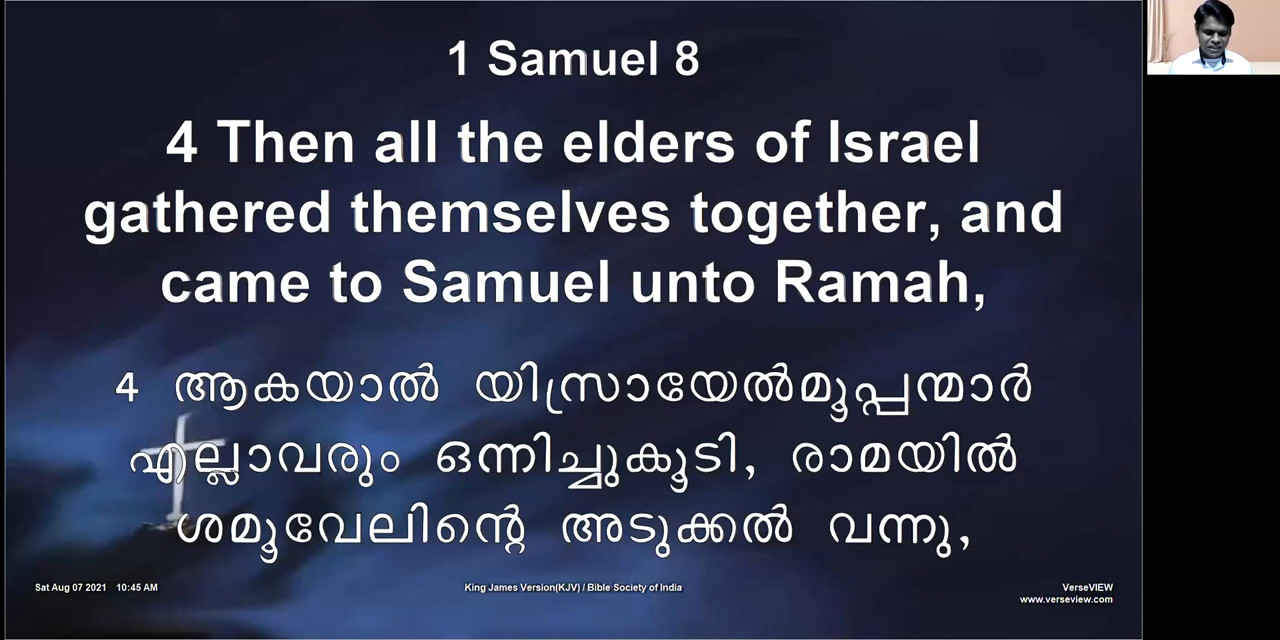 1 Samuel 8
4 Then all the elders of Israel
gathered themselves together, and
came to Samuel unto Ramah,
4 ആകയാൽ യിസ്രായേൽമൂപ്പന്മാർ
എല്ലാവരും ഒന്നിച്ചുകൂടി, രാമയിൽ
ശമൂവേലിന്റെ അടുക്കൽ വന്നു,
Sat Aug 07 2021 10:45 AM
King James Version(KJV) / Bible Society of India
VerseVIEW
www.verseview.com